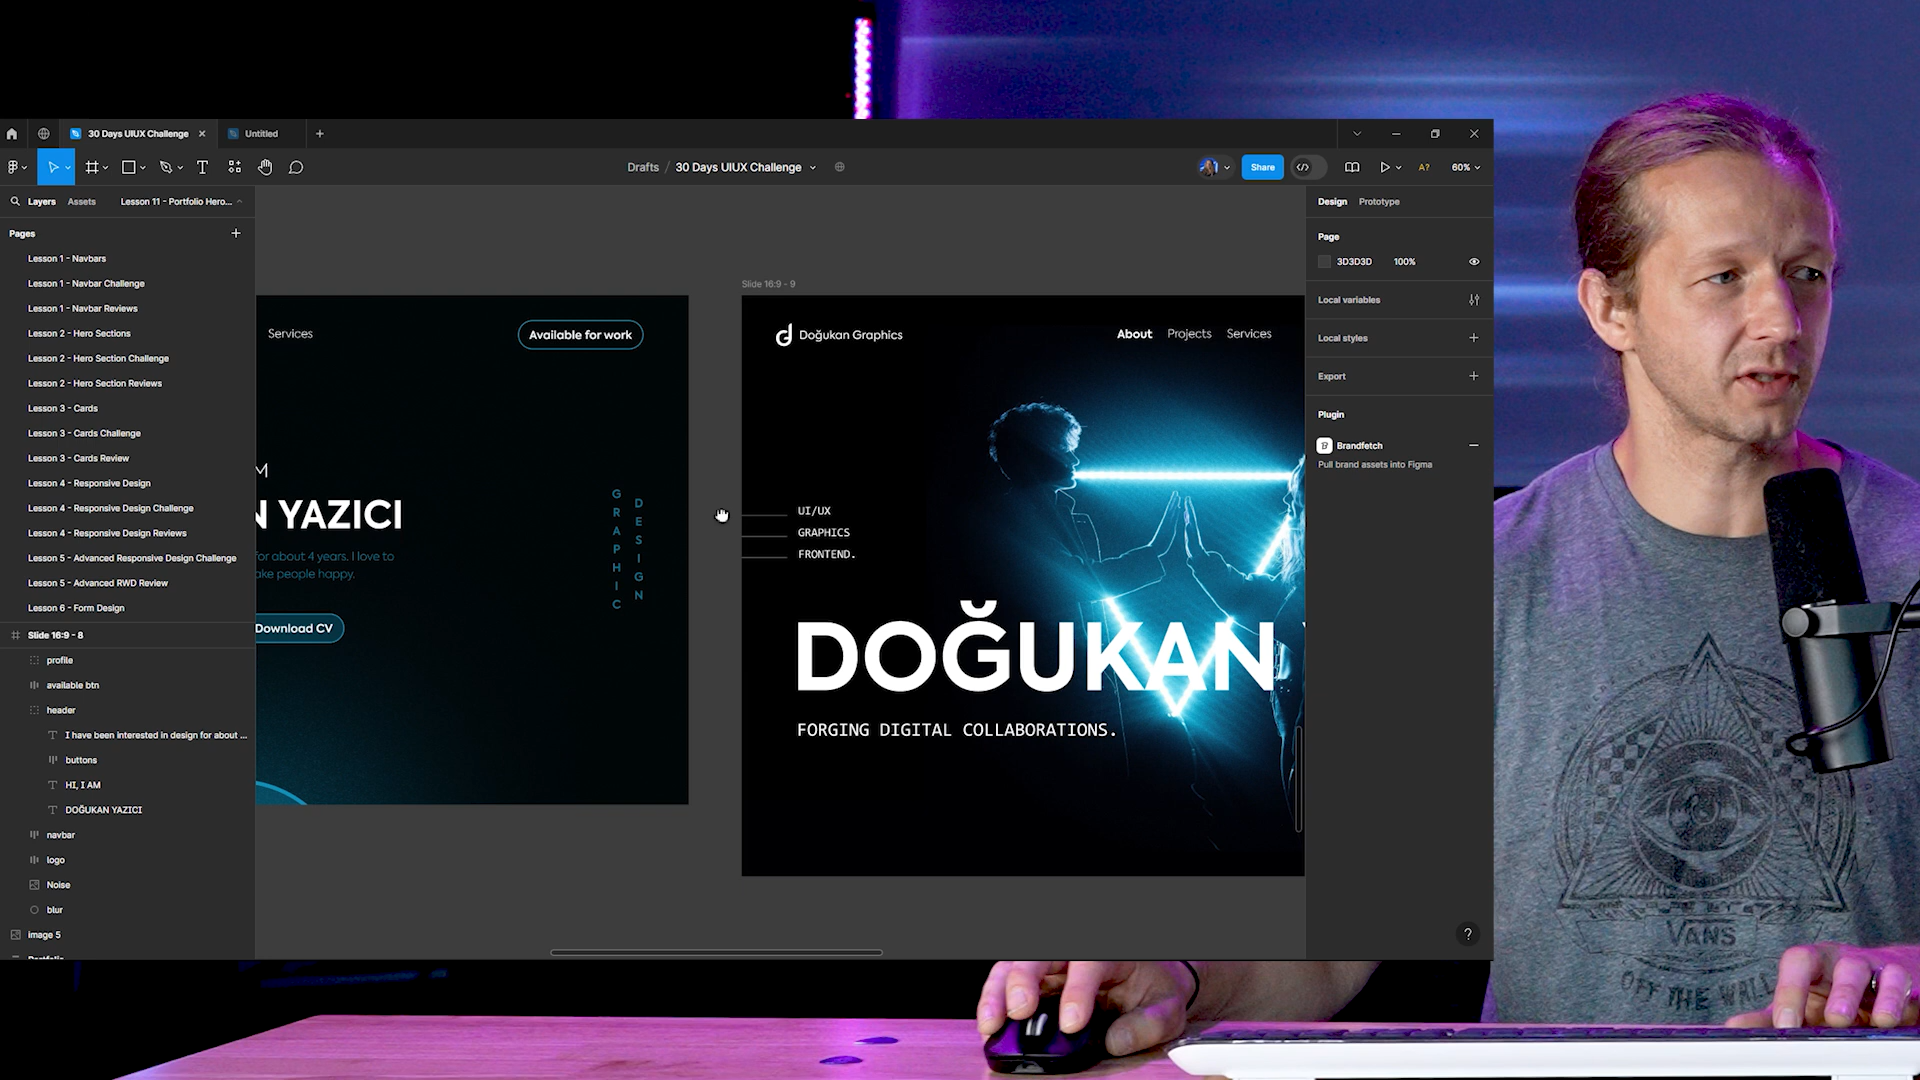 30 Days UIUX Challenge
Untitled
Drafts / 30 Days UIUX Challenge
Share
A?
60%
Layers
Assets
Lesson 11 - Portfolio Hero...
Pages
Lesson 1 - Navbars
Lesson 1 - Navbar Challenge
Lesson 1 - Navbar Reviews
Lesson 2 - Hero Sections
Lesson 2 - Hero Section Challenge
Lesson 2 - Hero Section Reviews
Lesson 3 - Cards
Lesson 3 - Cards Challenge
Lesson 3 - Cards Review
Lesson 4 - Responsive Design
Lesson 4 - Responsive Design Challenge
Lesson 4 - Responsive Design Reviews
Lesson 5 - Advanced Responsive Design Challenge
Lesson 5 - Advanced RWD Review
Lesson 6 - Form Design
Slide 16:9 - 8
profile
available btn
header
I have been interested in design for about ...
buttons
HI, I AM
DOĞUKAN YAZICI
navbar
logo
Noise
blur
image 5
Services
Available for work
M
N YAZICI
for about 4 years. I love to
ake people happy.
Download CV
GRAPHIC
DESIGN
Slide 16:9 - 9
Doğukan Graphics
About
Projects
Services
UI/UX
GRAPHICS
FRONTEND.
DOĞUKAN
FORGING DIGITAL COLLABORATIONS.
Design
Prototype
Page
3D3D3D
100%
Local variables
Local styles
Export
Plugin
Brandfetch
Pull brand assets into Figma
?
VANS
OFF THE WALL